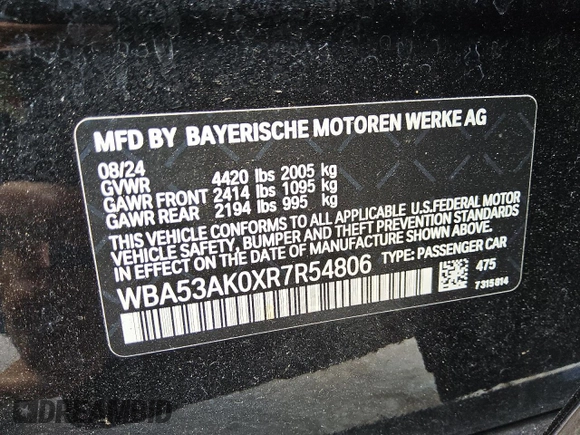 MFD BY BAYERISCHE MOTOREN WERKE AG
08/24
GVWR 4420 lbs 2005 kg
GAWR FRONT 2414 lbs 1095 kg
GAWR REAR 2194 lbs 995 kg
THIS VEHICLE CONFORMS TO ALL APPLICABLE U.S.FEDERAL MOTOR
VEHICLE SAFETY, BUMPER AND THEFT PREVENTION STANDARDS
IN EFFECT ON THE DATE OF MANUFACTURE SHOWN ABOVE.
WBA53AK0XR7R54806 TYPE: PASSENGER CAR
475
7315814
DREAMBID